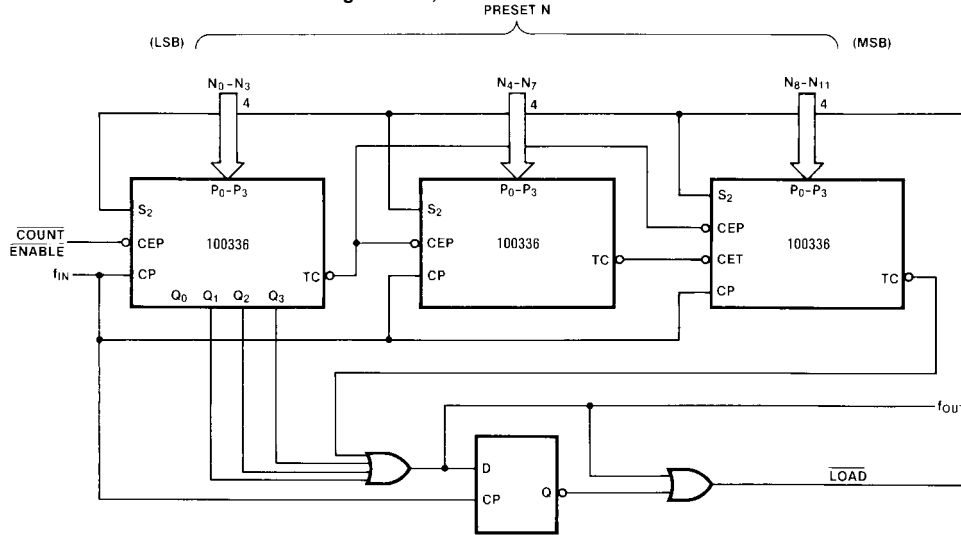 PRESET N
(LSB)
(MSB)
N0–N3
4
N4–N7
4
N8–N11
4
P0–P3
P0–P3
P0–P3
S2
S2
S2
COUNT
ENABLE
CEP
100336
CEP
100336
CEP
100336
CET
fIN
CP
TC
CP
TC
CP
TC
Q0 Q1 Q2 Q3
fOUT
D
CP
Q
LOAD